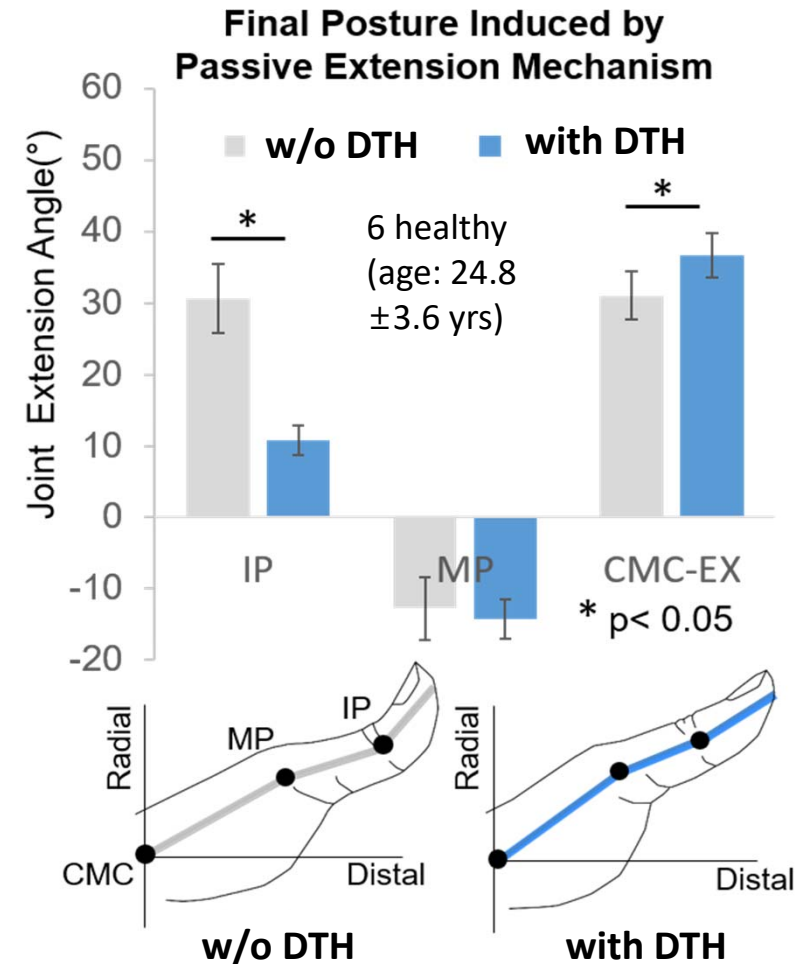 Final Posture Induced by
Passive Extension Mechanism
Joint Extension Angle(°)
60
50
40
30
20
10
0
-10
-20
w/o DTH
with DTH
*
*
6 healthy
(age: 24.8
±3.6 yrs)
IP
MP
CMC-EX
* p< 0.05
Radial
MP
IP
CMC
Distal
w/o DTH
Radial
Distal
with DTH